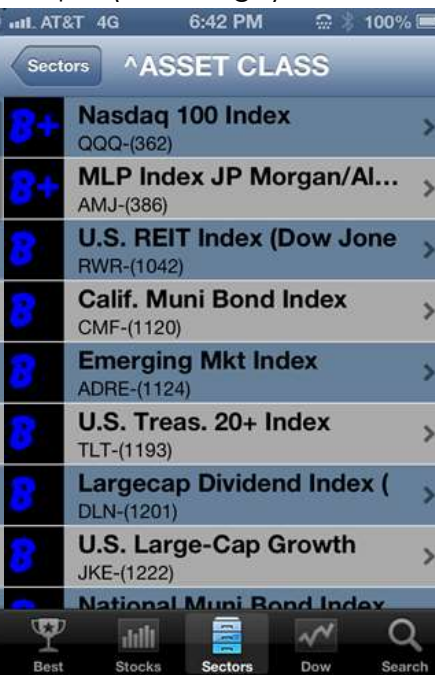 AT&T 4G 6:42 PM 100%
Sectors ^ASSET CLASS
B+ Nasdaq 100 Index
QQQ-(362)
B+ MLP Index JP Morgan/Al...
AMJ-(386)
B U.S. REIT Index (Dow Jone
RWR-(1042)
B Calif. Muni Bond Index
CMF-(1120)
B Emerging Mkt Index
ADRE-(1124)
B U.S. Treas. 20+ Index
TLT-(1193)
B Largecap Dividend Index (
DLN-(1201)
B U.S. Large-Cap Growth
JKE-(1222)
National Muni Bond Index
Best Stocks Sectors Dow Search